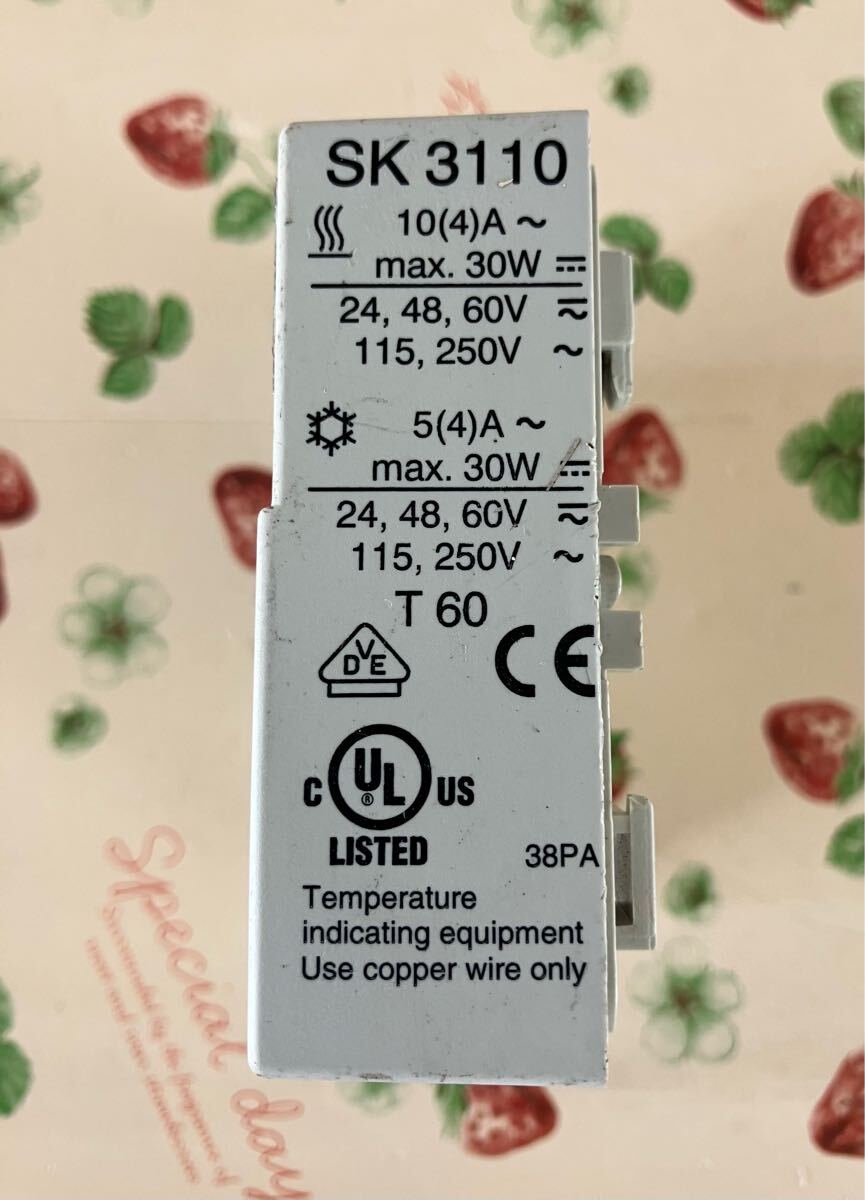 SK 3110
10(4)A ~
max. 30W ⎓
24, 48, 60V ⎓~
115, 250V ~
5(4)A ~
max. 30W ⎓
24, 48, 60V ⎓~
115, 250V ~
T 60
DVE
CE
C UL® US
LISTED
38PA
Temperature
indicating equipment
Use copper wire only
Special day